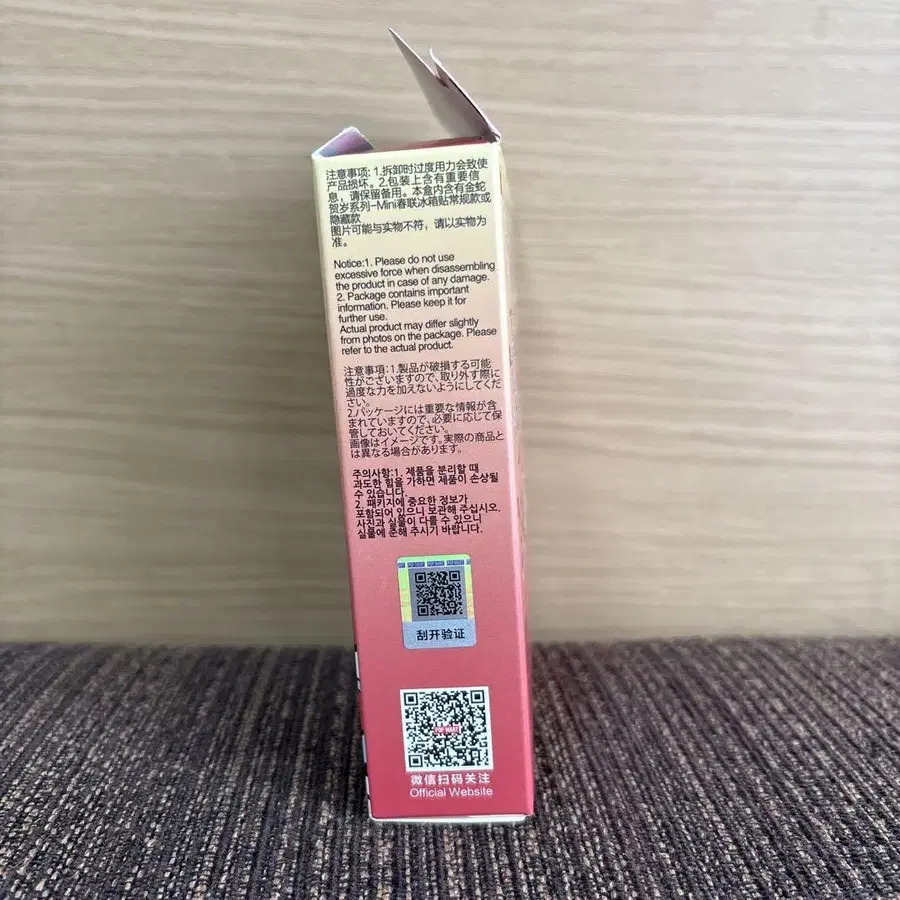 注意事项: 1.拆卸时过度用力会致使
产品损坏。2.包装上含有重要信
息，请保留备用。本盒内含有金蛇
贺岁系列-Mini春联冰箱贴常规款或
隐藏款
图片可能与实物不符，请以实物为
准。
Notice:1. Please do not use
excessive force when disassembling
the product in case of any damage.
2. Package contains important
information. Please keep it for
further use.
Actual product may differ slightly
from photos on the package. Please
refer to the actual product.
注意事項:1.製品が破損する可能
性がございますので、取り外す際に
過度な力を加えないようにしてくだ
さい。
2.パッケージには重要な情報が含
まれていますので、必要に応じて保
管しておいてください。
画像はイメージです。実際の商品と
は異なる場合があります。
주의사항:1. 제품을 분리할 때
과도한 힘을 가하면 제품이 손상될
수 있습니다.
2. 패키지에 중요한 정보가
포함되어 있으니 보관해 주십시오.
사진과 실물이 다를 수 있으니
실물에 준해 주시기 바랍니다.
POP MART POP MART POP MART
刮开验证
POP MART
微信扫码关注
Official Website